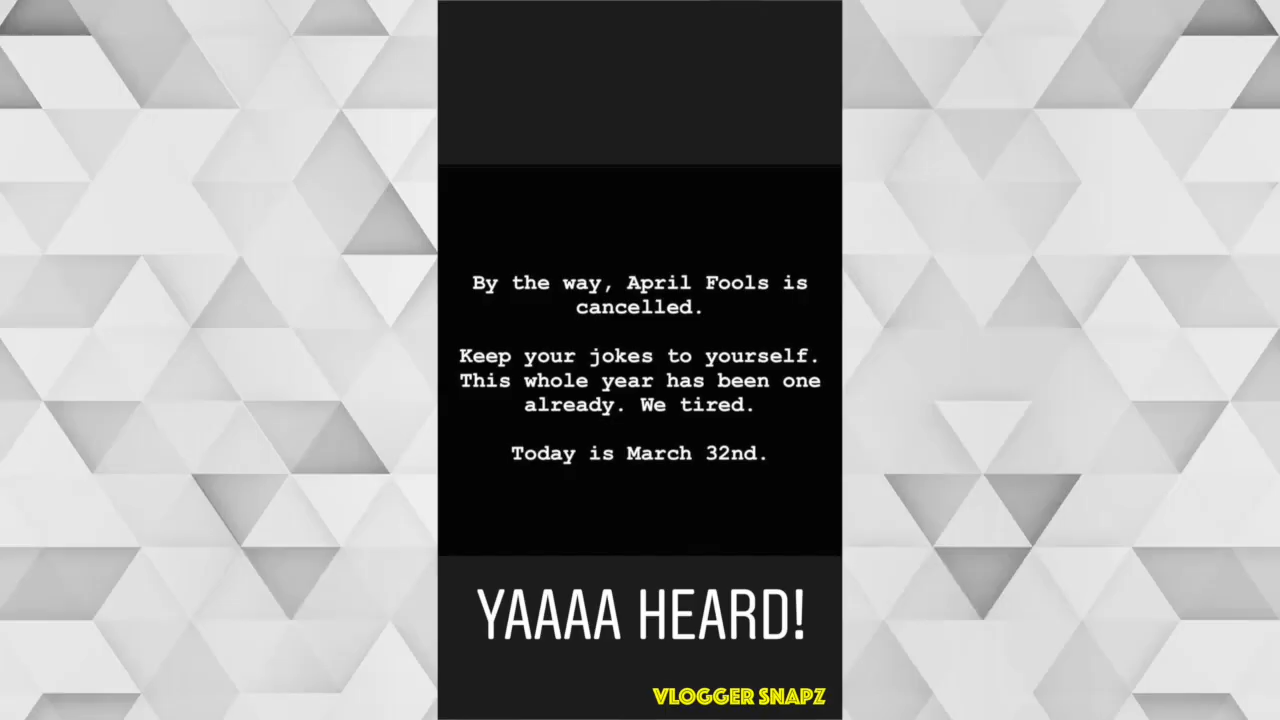 By the way, April Fools is
cancelled.
Keep your jokes to yourself.
This whole year has been one
already. We tired.
Today is March 32nd.
YAAAA HEARD!
VLOGGER SNAPZ